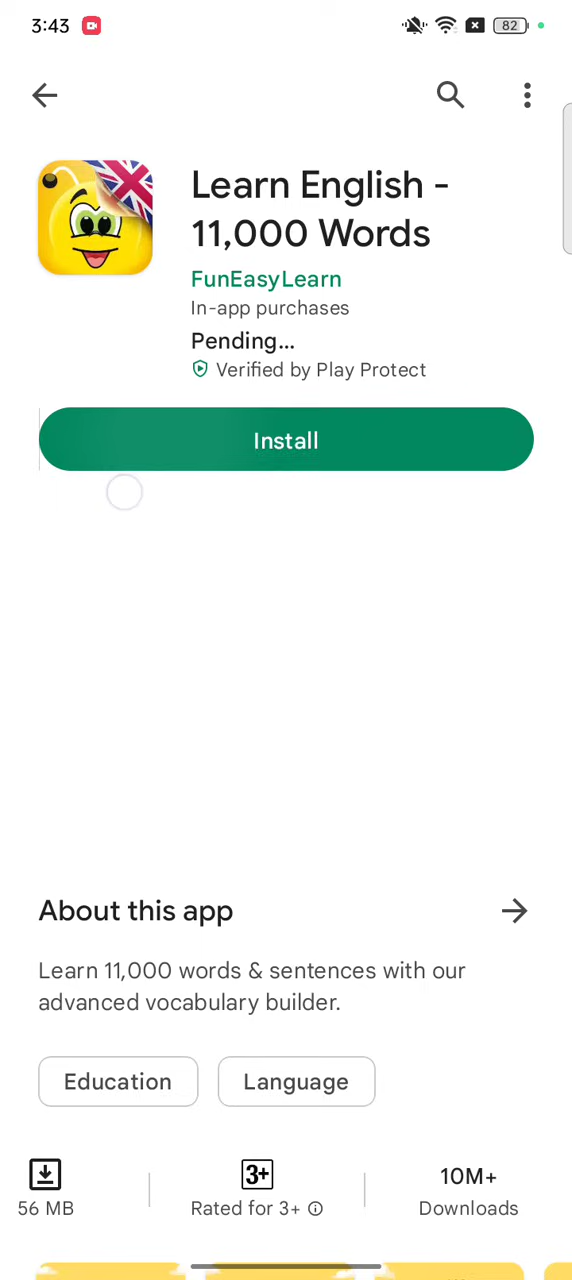 3:43
82
Learn English -
11,000 Words
FunEasyLearn
In-app purchases
Pending...
Verified by Play Protect
Install
About this app
Learn 11,000 words & sentences with our
advanced vocabulary builder.
Education
Language
3+
10M+
56 MB
Rated for 3+
Downloads